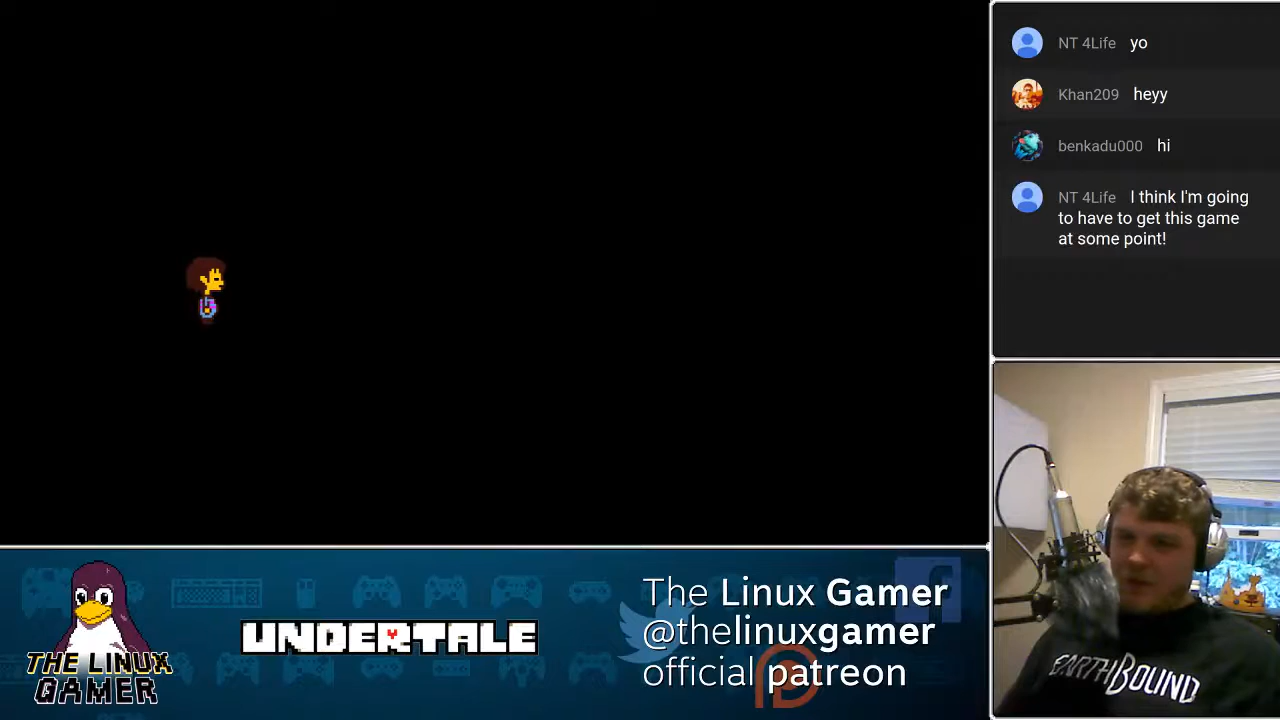 NT 4Life yo
Khan209 heyy
benkadu000 hi
NT 4Life I think I'm going
to have to get this game
at some point!
THE LINUX
GAMER
UNDERTALE
The Linux Gamer
@thelinuxgamer
official patreon
EARTHBOUND